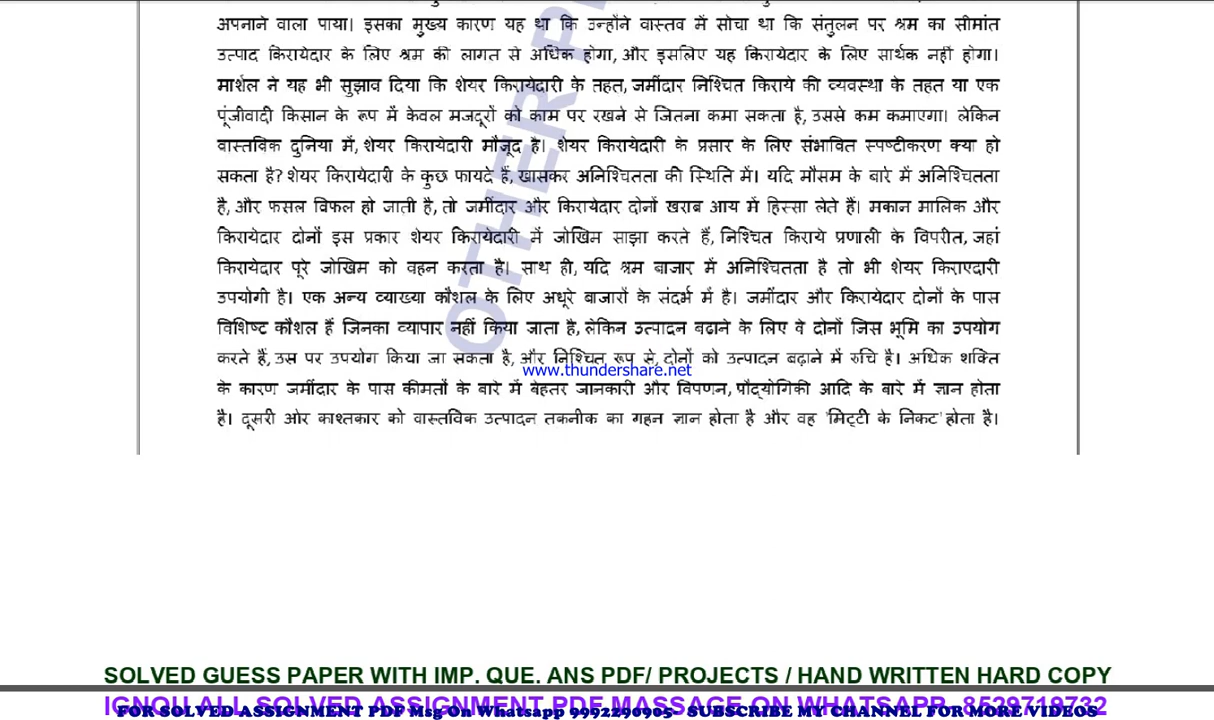 अपनाने वाला पाया। इसका मुख्य कारण यह था कि उन्होंने वास्तव में सोचा था कि संतुलन पर श्रम का सीमांत
उत्पाद किरायेदार के लिए श्रम की लागत से अधिक होगा, और इसलिए यह किरायेदार के लिए सार्थक नहीं होगा।
मार्शल ने यह भी सुझाव दिया कि शेयर किरायेदारी के तहत, जमींदार निश्चित किराये की व्यवस्था के तहत या एक
पूंजीवादी किसान के रूप में केवल मजदूरों को काम पर रखने से जितना कमा सकता है, उससे कम कमाएगा। लेकिन
वास्तविक दुनिया में, शेयर किरायेदारी मौजूद है। शेयर किरायेदारी के प्रसार के लिए संभावित स्पष्टीकरण क्या हो
सकता है? शेयर किरायेदारी के कुछ फायदे हैं, खासकर अनिश्चितता की स्थिति में। यदि मौसम के बारे में अनिश्चितता
है, और फसल विफल हो जाती है, तो जमींदार और किरायेदार दोनों खराब आय में हिस्सा लेते हैं। मकान मालिक और
किरायेदार दोनों इस प्रकार शेयर किरायेदारी में जोखिम साझा करते हैं, निश्चित किराये प्रणाली के विपरीत, जहां
किरायेदार पूरे जोखिम को वहन करता है। साथ ही, यदि श्रम बाजार में अनिश्चितता है तो भी शेयर किराएदारी
उपयोगी है। एक अन्य व्याख्या कौशल के लिए अधूरे बाजारों के संदर्भ में है। जमींदार और किरायेदार दोनों के पास
विशिष्ट कौशल हैं जिनका व्यापार नहीं किया जाता है, लेकिन उत्पादन बढाने के लिए वे दोनों जिस भूमि का उपयोग
करते हैं, उस पर उपयोग किया जा सकता है, और निश्चित रूप से, दोनों को उत्पादन बढ़ाने में रुचि है। अधिक शक्ति
www.thundershare.net
के कारण जमींदार के पास कीमतों के बारे में बेहतर जानकारी और विपणन, प्रौद्योगिकी आदि के बारे में ज्ञान होता
है। दूसरी ओर काश्तकार को वास्तविक उत्पादन तकनीक का गहन ज्ञान होता है और वह 'मिट्टी के निकट' होता है।
OTHER P
SOLVED GUESS PAPER WITH IMP. QUE. ANS PDF/ PROJECTS / HAND WRITTEN HARD COPY
IGNOU ALL SOLVED ASSIGNMENT PDF MASSAGE ON WHATSAPP 8529719732
FOR SOLVED ASSIGNMENT PDF Msg On Whatsapp 9992290905 SUBSCRIBE MY CHANNEL FOR MORE VIDEOS